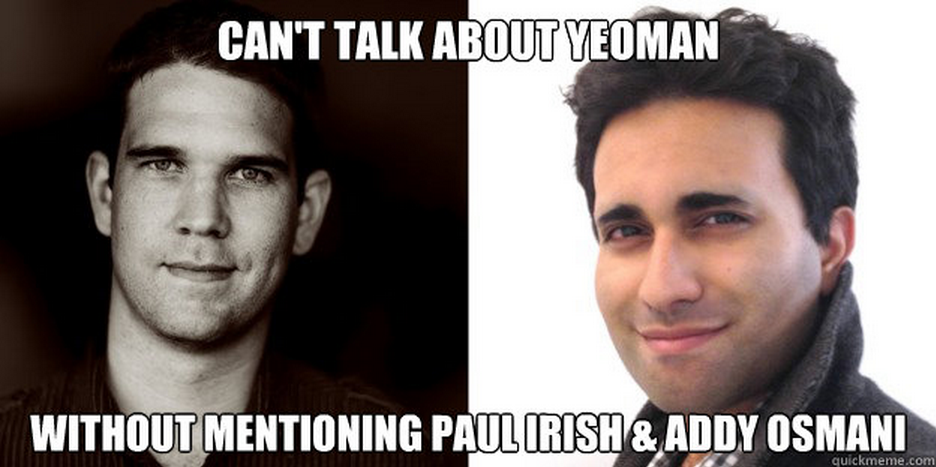 CAN'T TALK ABOUT YEOMAN
WITHOUT MENTIONING PAUL IRISH & ADDY OSMANI
quickmeme.com